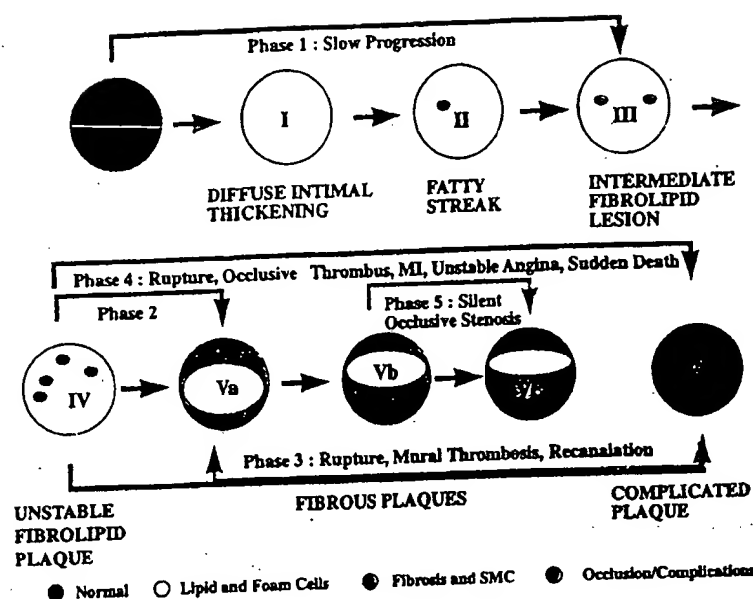 Phase 1 : Slow Progression
I
II
III
DIFFUSE INTIMAL
THICKENING
FATTY
STREAK
INTERMEDIATE
FIBROLIPID
LESION
Phase 4 : Rupture, Occlusive Thrombus, MI, Unstable Angina, Sudden Death
Phase 2
Phase 5 : Silent
Occlusive Stenosis
IV
Va
Vb
Phase 3 : Rupture, Mural Thrombosis, Recanalation
UNSTABLE
FIBROLIPID
PLAQUE
FIBROUS PLAQUES
COMPLICATED
PLAQUE
Normal
Lipid and Foam Cells
Fibrosis and SMC
Occlusion/Complications